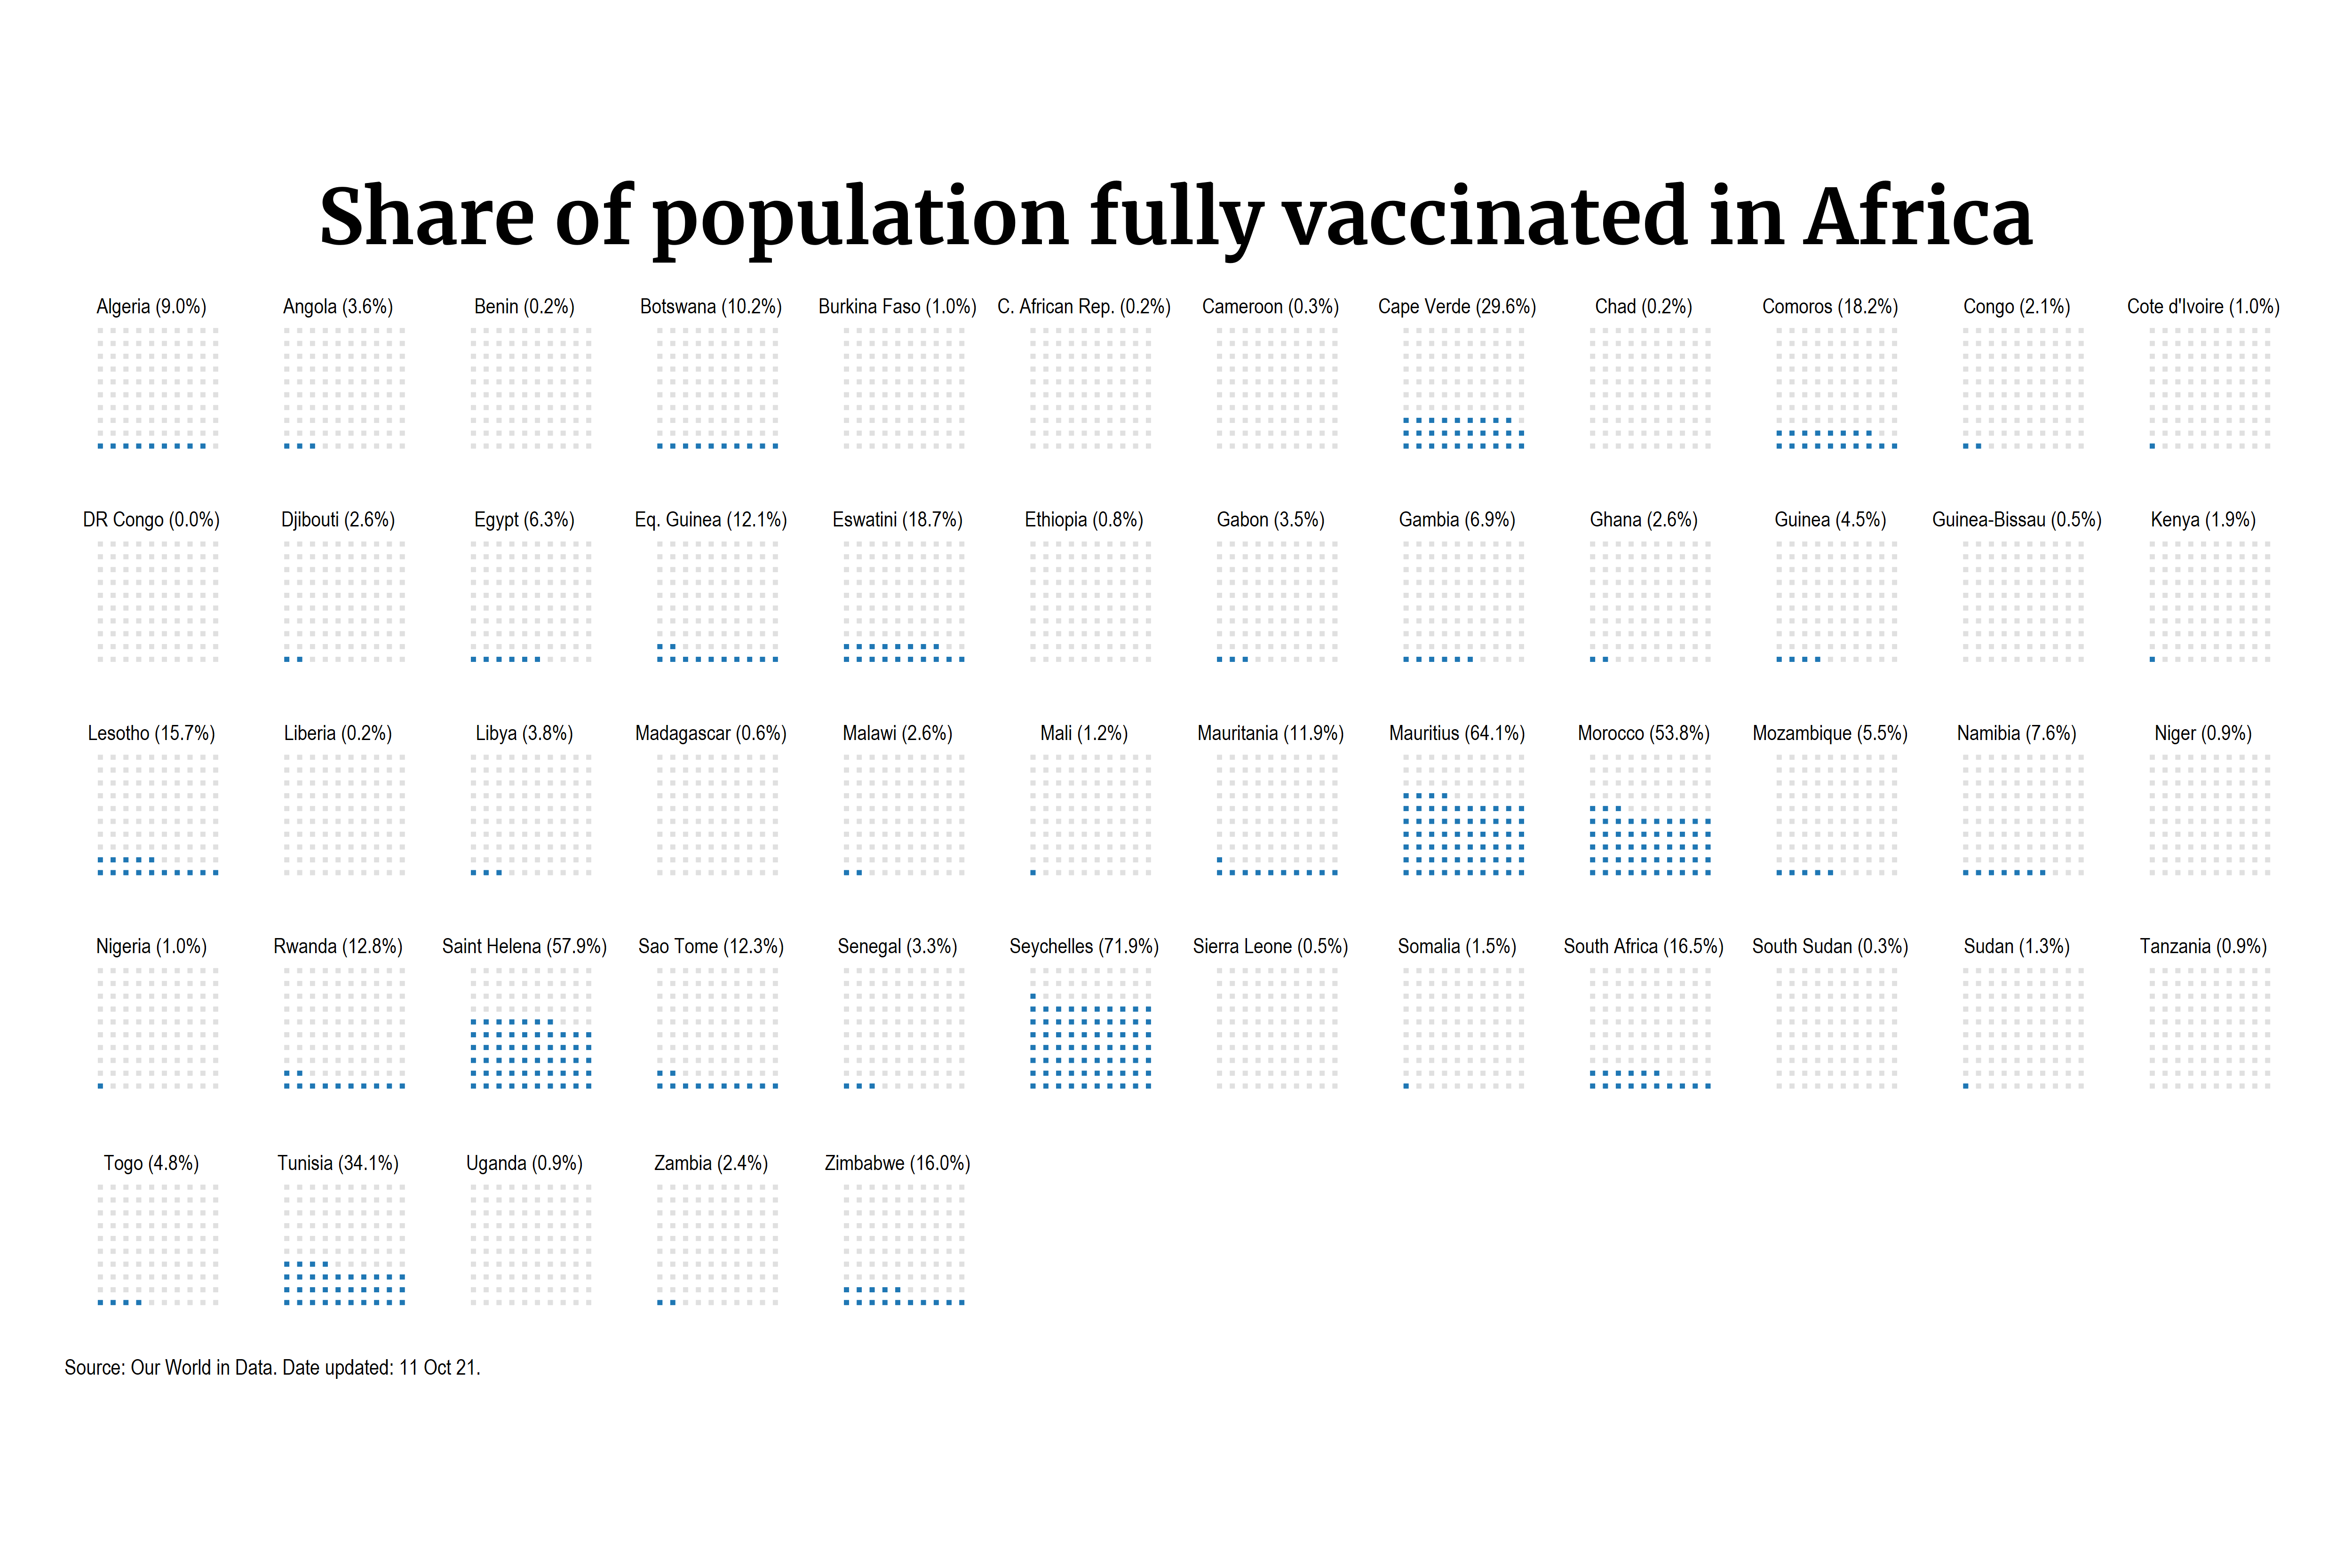 Share of population fully vaccinated in Africa
Algeria (9.0%) Angola (3.6%) Benin (0.2%) Botswana (10.2%) Burkina Faso (1.0%) C. African Rep. (0.2%) Cameroon (0.3%) Cape Verde (29.6%) Chad (0.2%) Comoros (18.2%) Congo (2.1%) Cote d'Ivoire (1.0%)
DR Congo (0.0%) Djibouti (2.6%) Egypt (6.3%) Eq. Guinea (12.1%) Eswatini (18.7%) Ethiopia (0.8%) Gabon (3.5%) Gambia (6.9%) Ghana (2.6%) Guinea (4.5%) Guinea-Bissau (0.5%) Kenya (1.9%)
Lesotho (15.7%) Liberia (0.2%) Libya (3.8%) Madagascar (0.6%) Malawi (2.6%) Mali (1.2%) Mauritania (11.9%) Mauritius (64.1%) Morocco (53.8%) Mozambique (5.5%) Namibia (7.6%) Niger (0.9%)
Nigeria (1.0%) Rwanda (12.8%) Saint Helena (57.9%) Sao Tome (12.3%) Senegal (3.3%) Seychelles (71.9%) Sierra Leone (0.5%) Somalia (1.5%) South Africa (16.5%) South Sudan (0.3%) Sudan (1.3%) Tanzania (0.9%)
Togo (4.8%) Tunisia (34.1%) Uganda (0.9%) Zambia (2.4%) Zimbabwe (16.0%)
Source: Our World in Data. Date updated: 11 Oct 21.